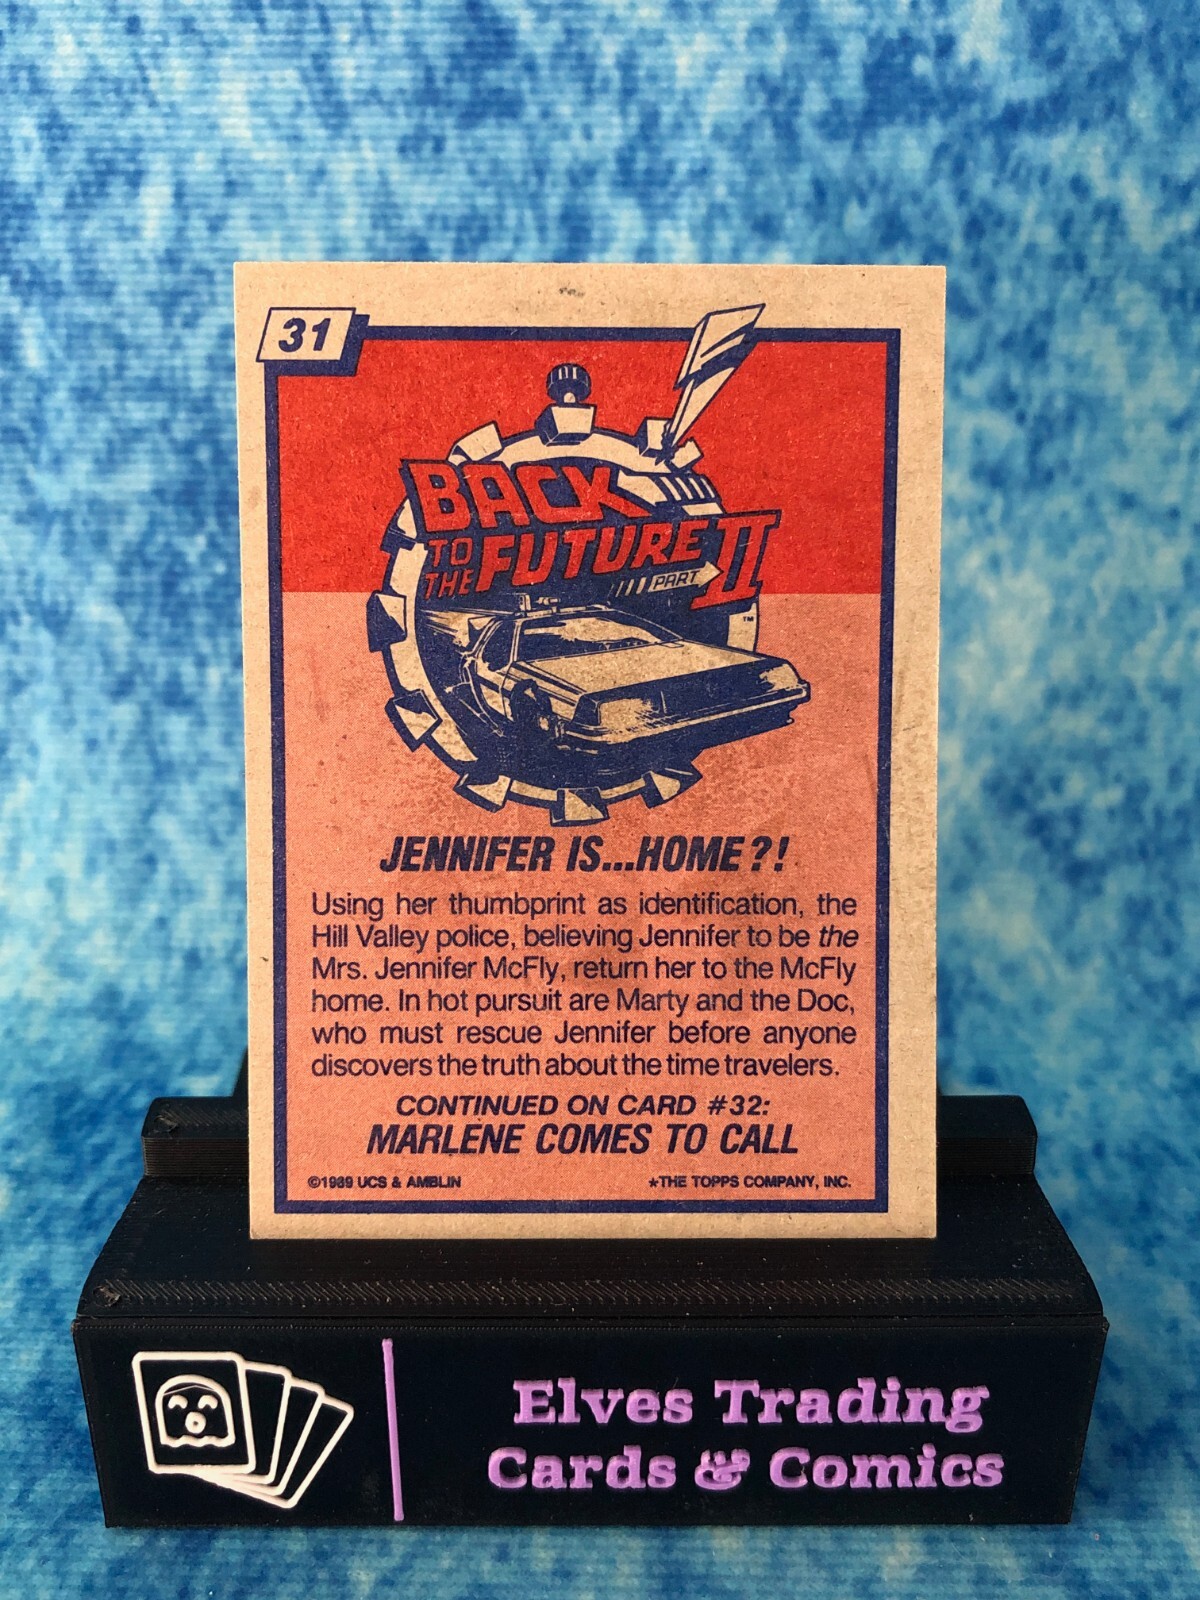 31
BACK
TO
THE FUTURE
PART II
™
JENNIFER IS...HOME?!
Using her thumbprint as identification, the
Hill Valley police, believing Jennifer to be the
Mrs. Jennifer McFly, return her to the McFly
home. In hot pursuit are Marty and the Doc,
who must rescue Jennifer before anyone
discovers the truth about the time travelers.
CONTINUED ON CARD #32:
MARLENE COMES TO CALL
©1989 UCS & AMBLIN ★THE TOPPS COMPANY, INC.
Elves Trading
Cards & Comics